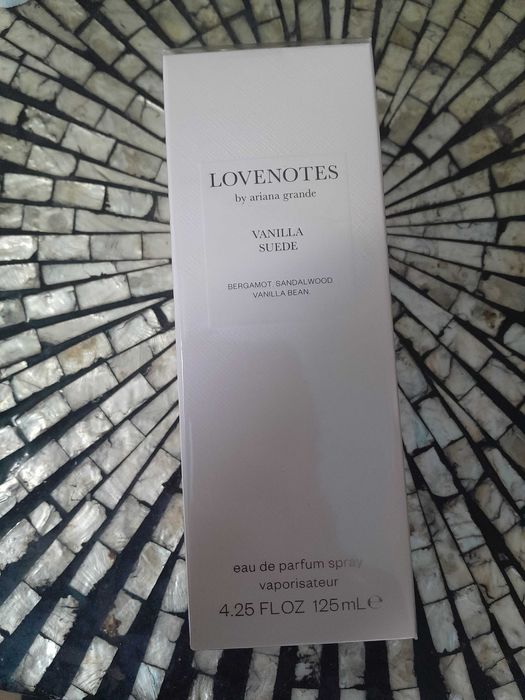 LOVENOTES
by ariana grande
VANILLA
SUEDE
BERGAMOT. SANDALWOOD.
VANILLA BEAN.
eau de parfum spray
vaporisateur
4.25 FL OZ 125 mL ℮